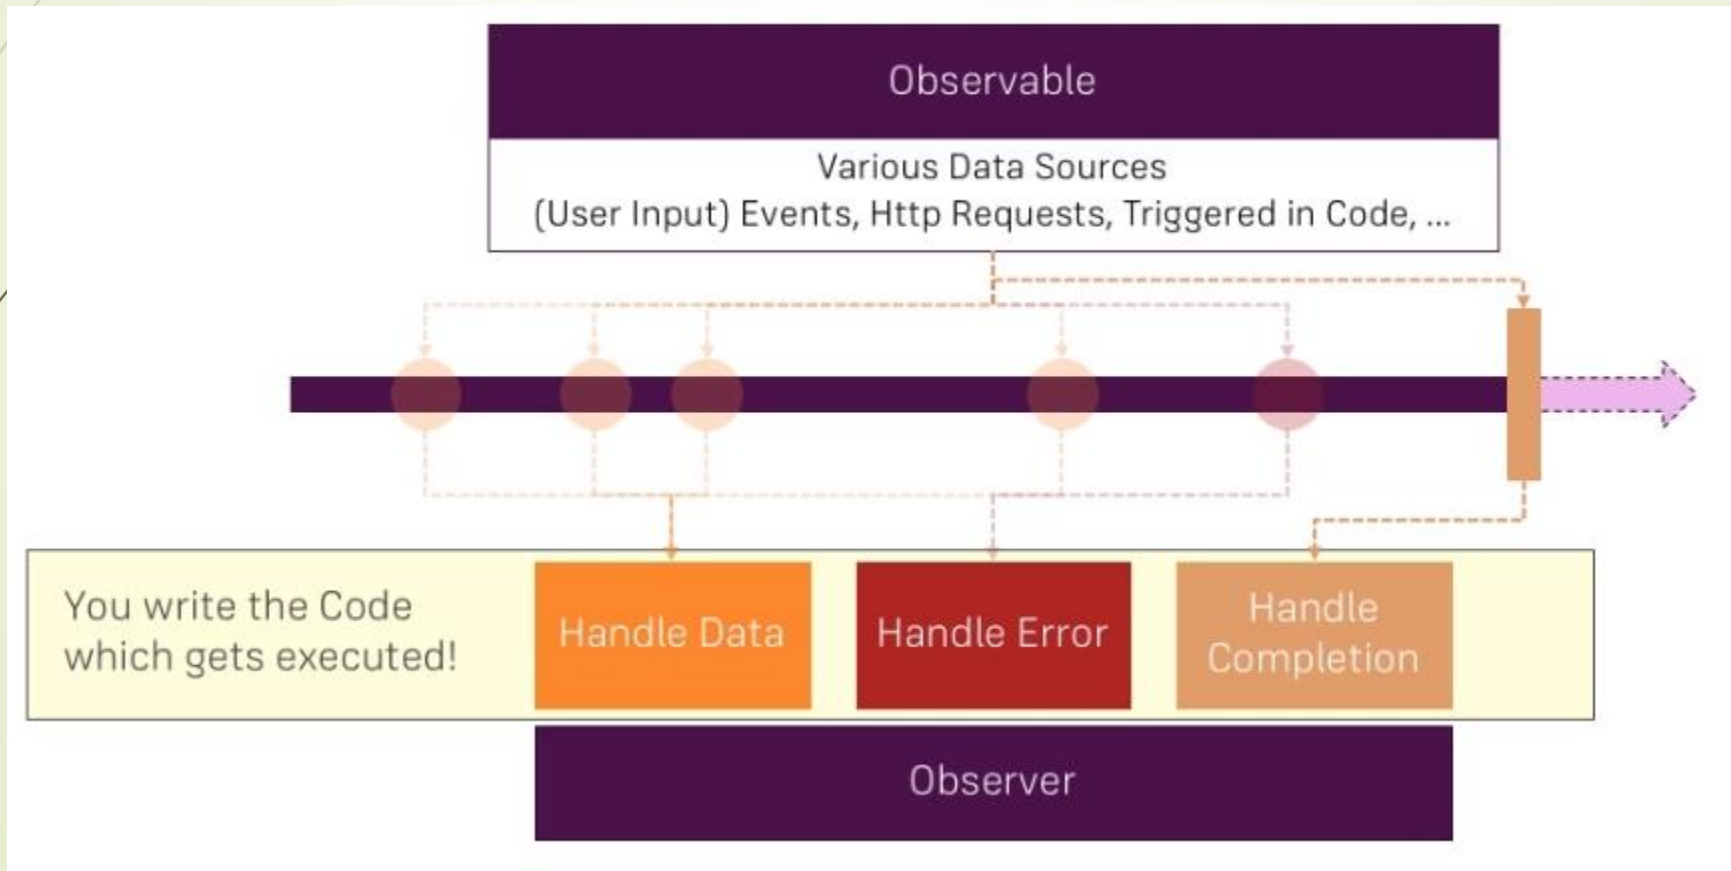 Observable
Various Data Sources
(User Input) Events, Http Requests, Triggered in Code, ...
You write the Code
which gets executed!
Handle Data
Handle Error
Handle
Completion
Observer